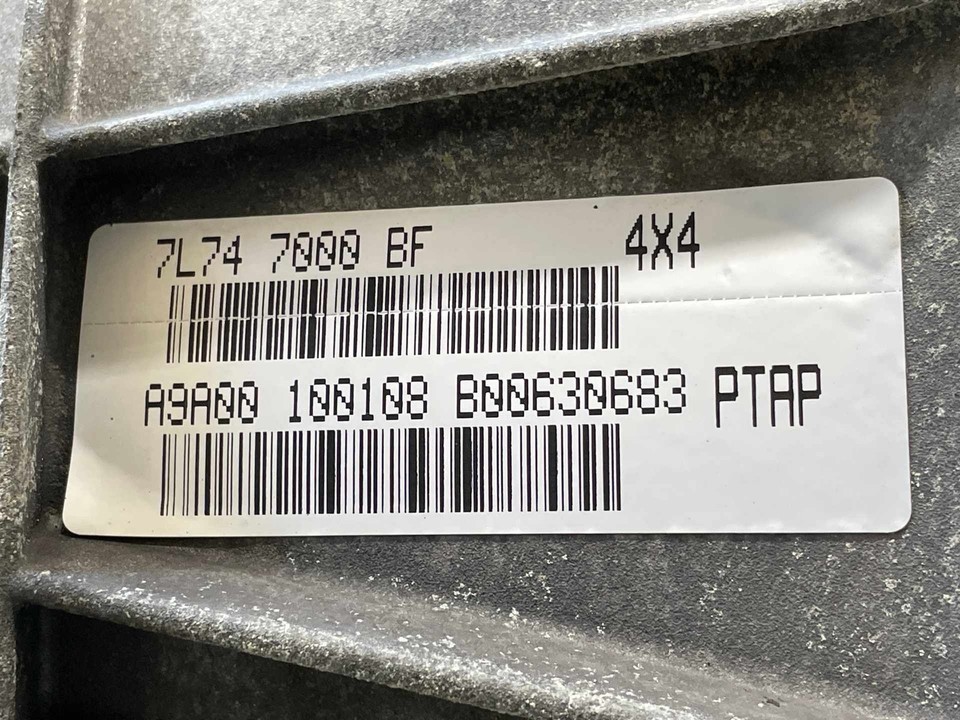 7L74 7000 BF 4X4
A9A00 100108 B00630683 PTAP